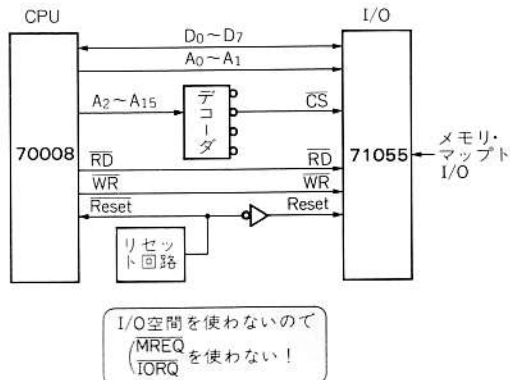 CPU
I/O
D0～D7
A0～A1
A2～A15
デコーダ
CS
70008
71055
メモリ・
マップト
I/O
RD
RD
WR
WR
Reset
Reset
リセッ
ト回路
I/O空間を使わないので
(MREQ
IORQ を使わない!